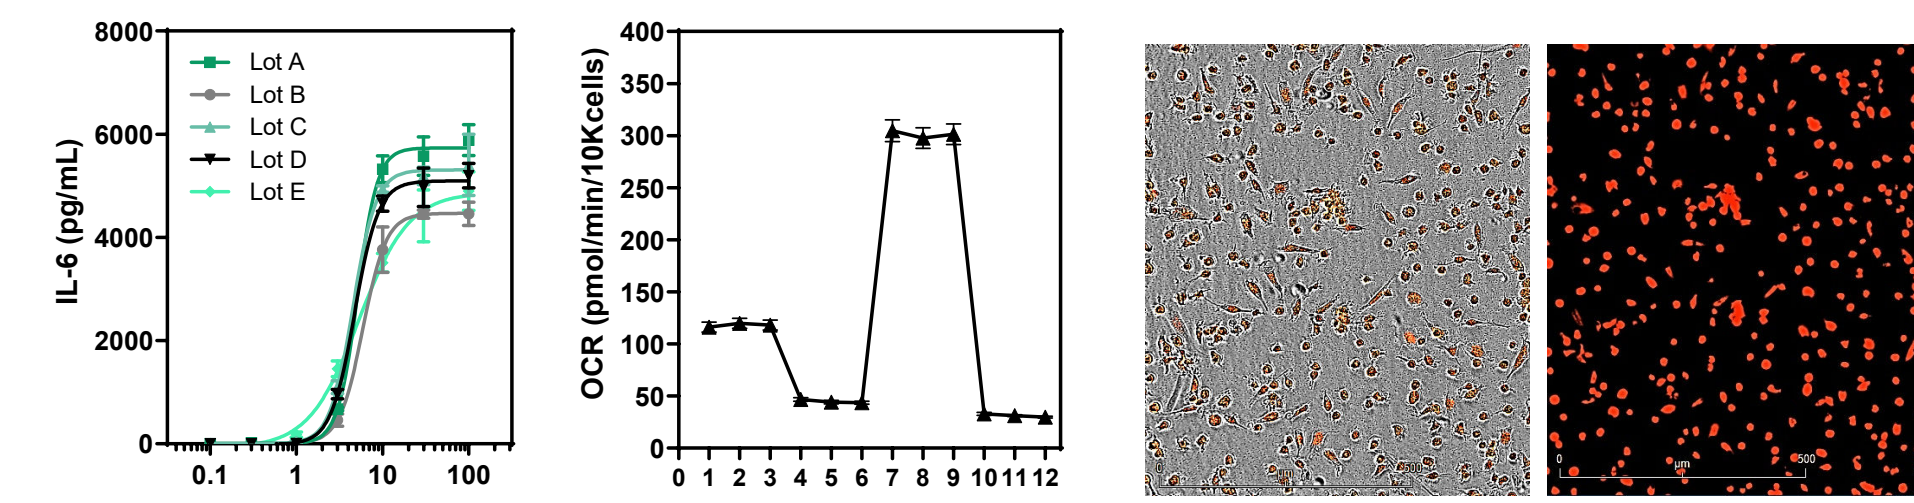 IL-6 (pg/mL)
8000
6000
4000
2000
0
Lot A
Lot B
Lot C
Lot D
Lot E
0.1 1 10 100
OCR (pmol/min/10Kcells)
400
350
300
250
200
150
100
50
0
0 1 2 3 4 5 6 7 8 9 10 11 12
0 µm 500
0 µm 500